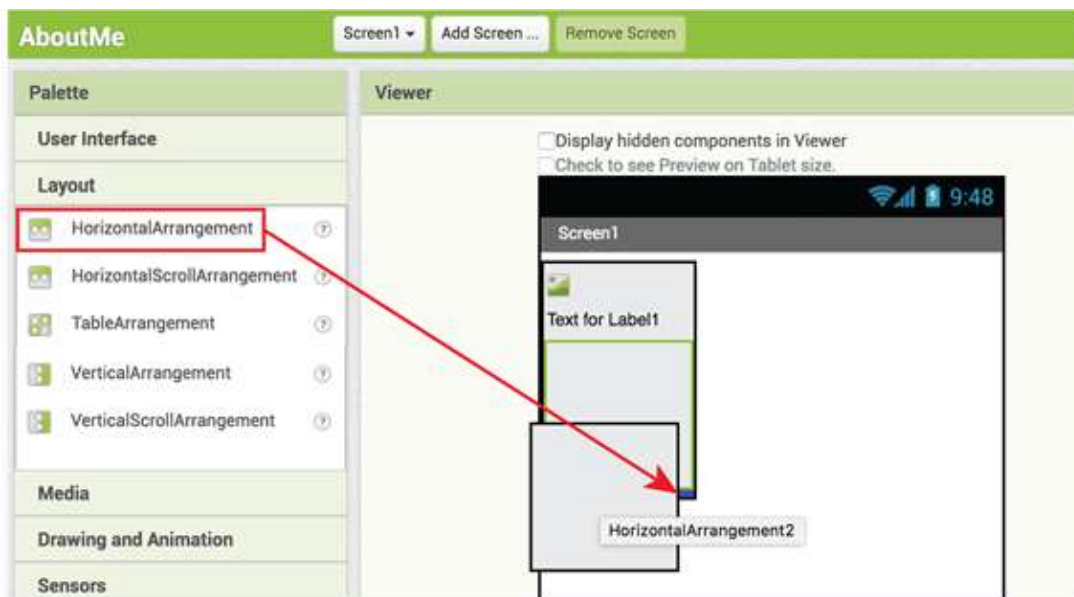 AboutMe
Screen1 Add Screen ... Remove Screen
Palette
Viewer
User Interface
Layout
HorizontalArrangement ?
HorizontalScrollArrangement ?
TableArrangement ?
VerticalArrangement ?
VerticalScrollArrangement ?
Media
Drawing and Animation
Sensors
Display hidden components in Viewer
Check to see Preview on Tablet size.
9:48
Screen1
Text for Label1
HorizontalArrangement2